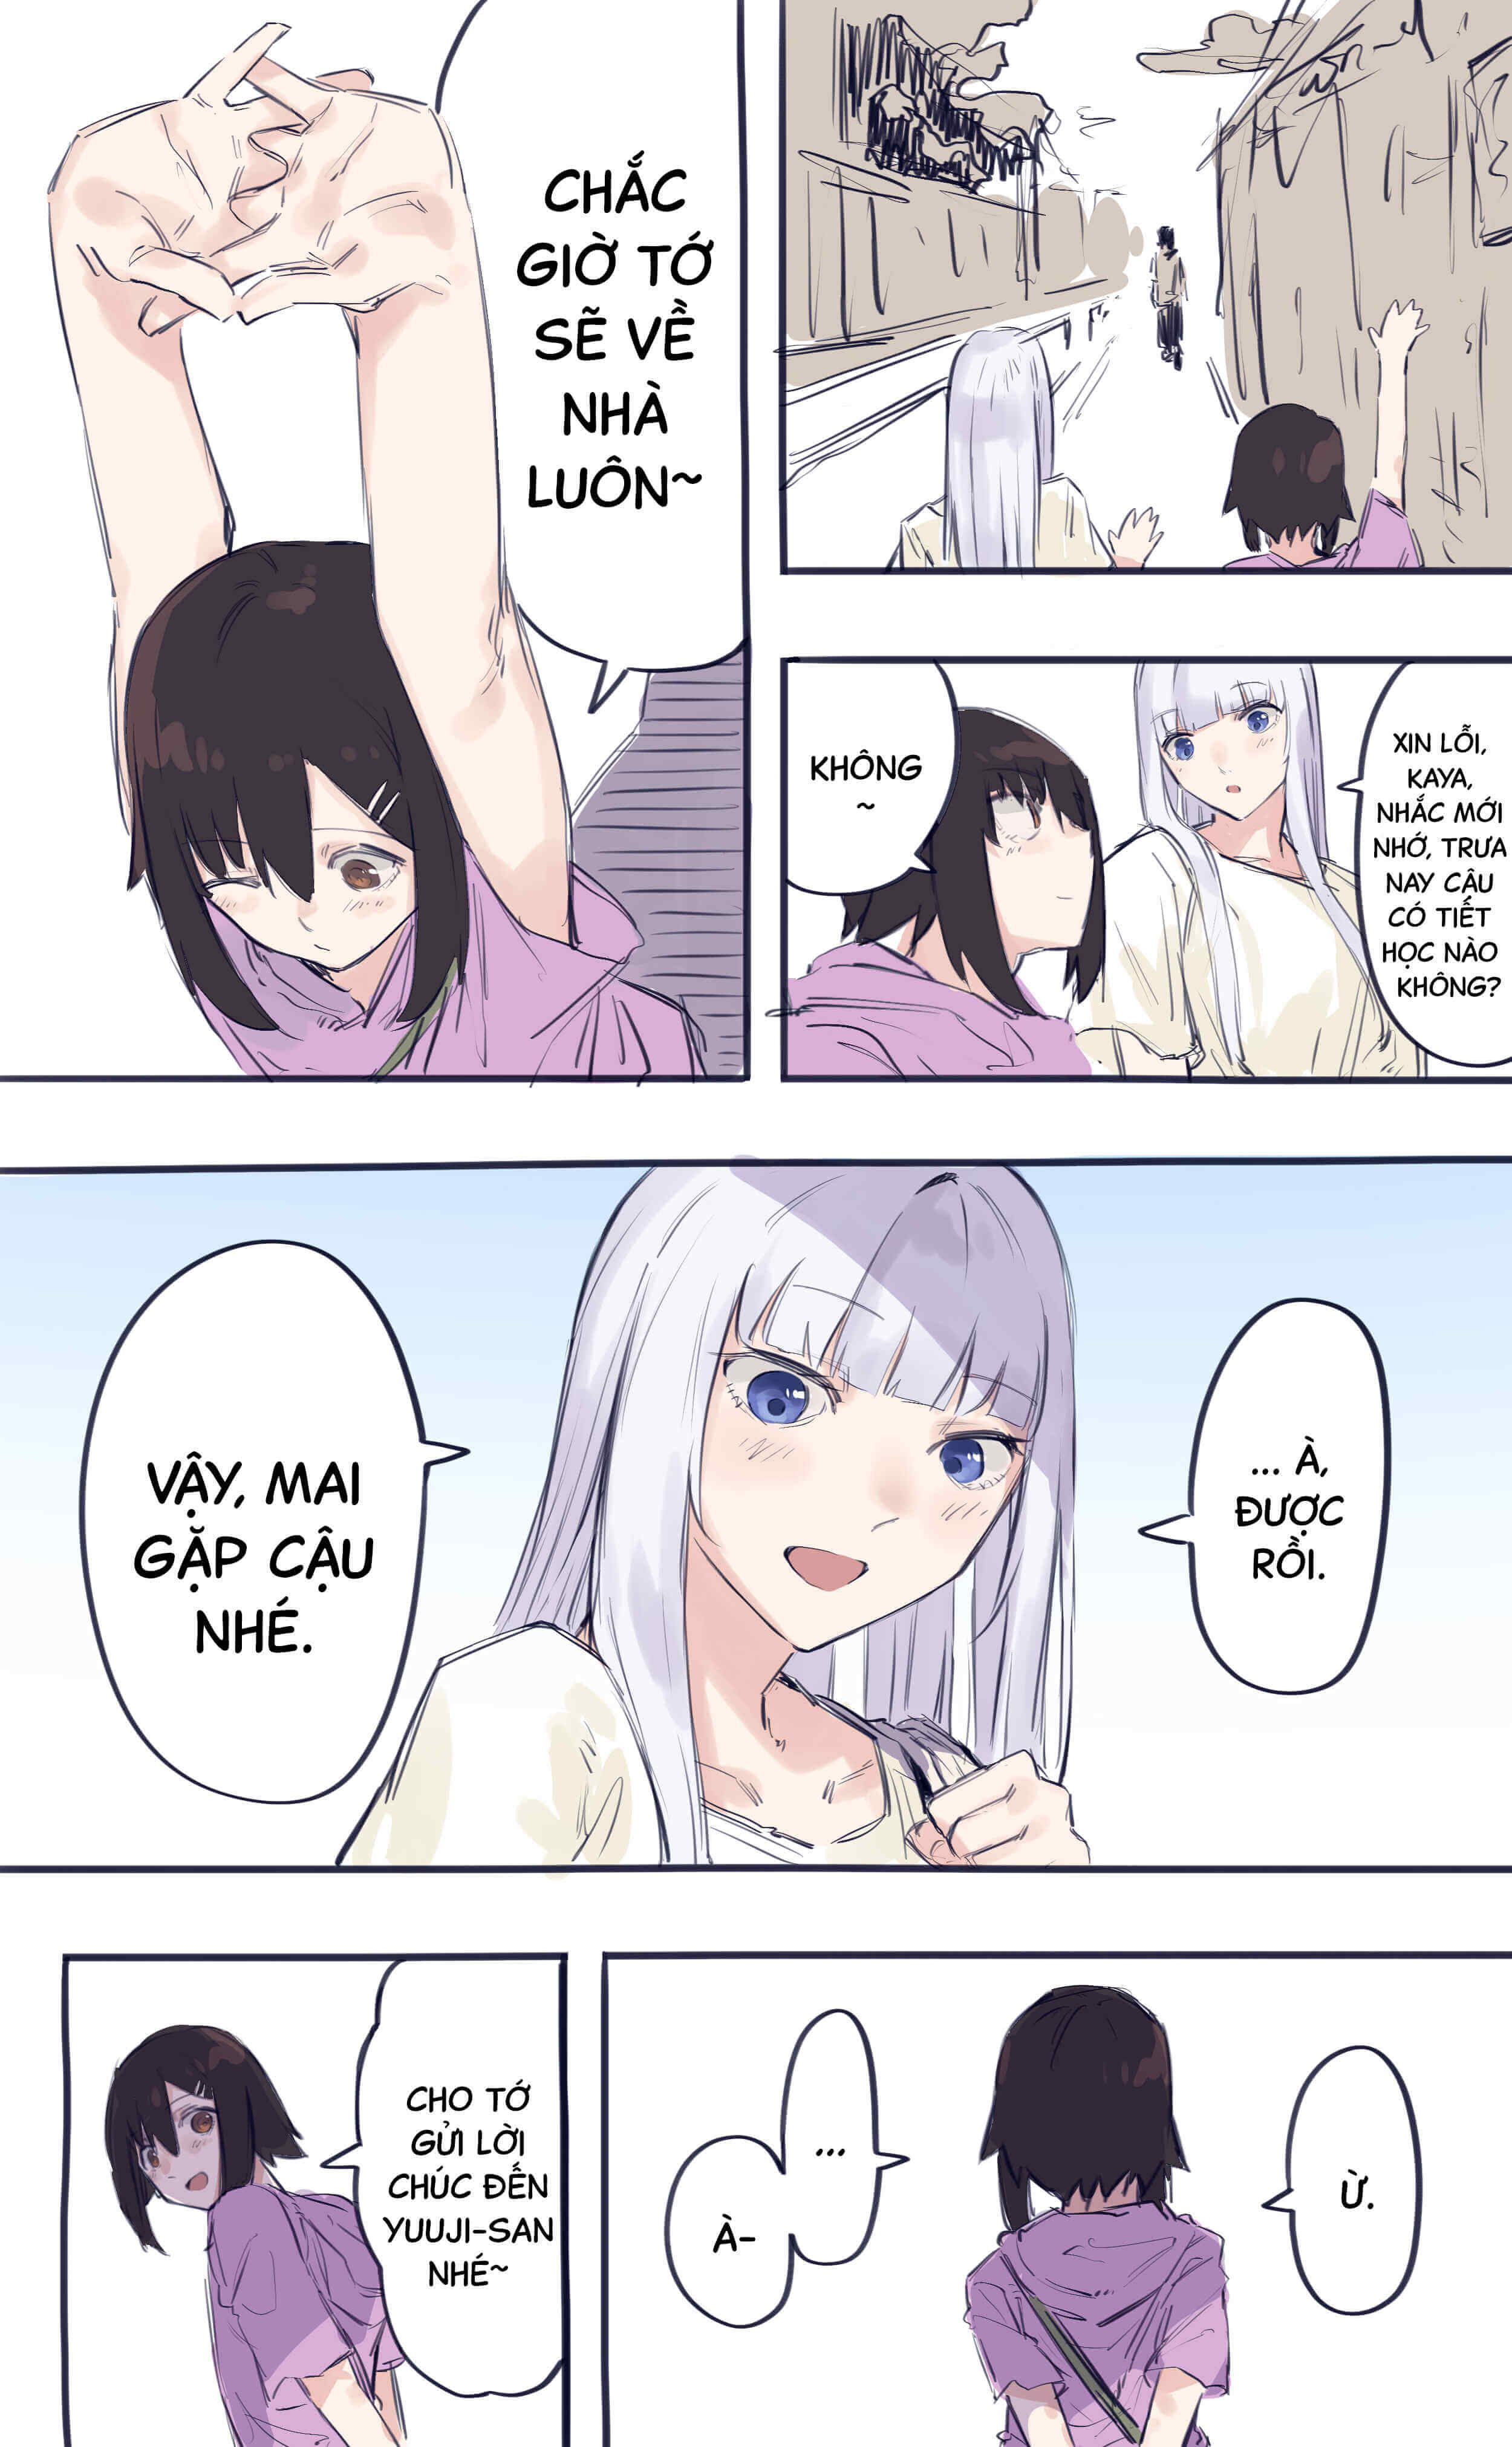 XIN LỖI,
KAYA,
NHẮC MỚI
NHỚ, TRƯA
NAY CẬU
CÓ TIẾT
HỌC NÀO
KHÔNG?
KHÔNG
~
CHẮC
GIỜ TỚ
SẼ VỀ
NHÀ
LUÔN~
... À,
ĐƯỢC
RỒI.
VẬY, MAI
GẶP CẬU
NHÉ.
Ừ.
...
À-
CHO TỚ
GỬI LỜI
CHÚC ĐẾN
YUUJI-SAN
NHÉ~